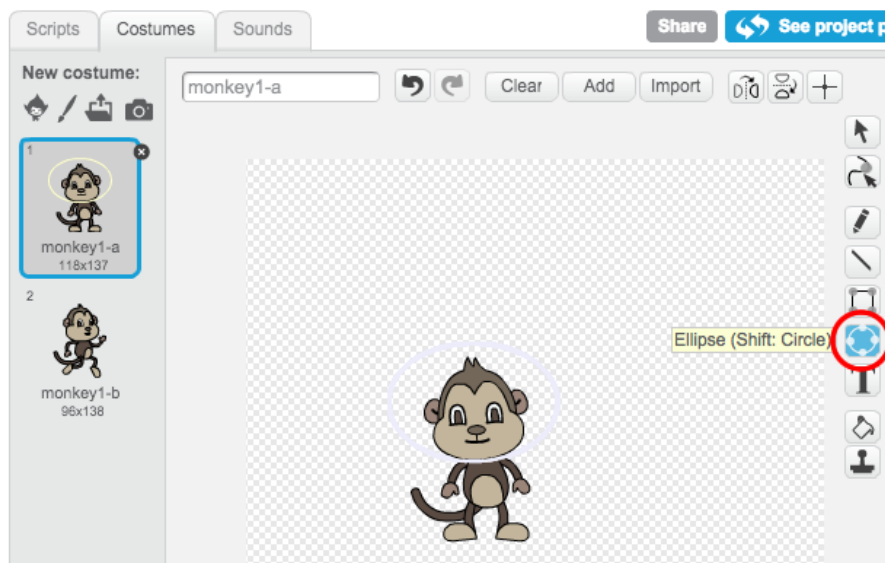 Scripts
Costumes
Sounds
Share
See project p
New costume:
monkey1-a
Clear
Add
Import
1
monkey1-a
118x137
2
monkey1-b
96x138
Ellipse (Shift: Circle)
T